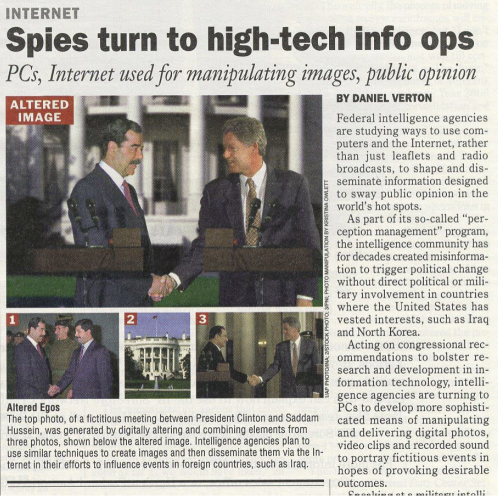 INTERNET
Spies turn to high-tech info ops
PCs, Internet used for manipulating images, public opinion
ALTERED
IMAGE
1
2
3
Altered Egos
The top photo, of a fictitious meeting between President Clinton and Saddam
Hussein, was generated by digitally altering and combining elements from
three photos, shown below the altered image. Intelligence agencies plan to
use similar techniques to create images and then disseminate them via the In-
ternet in their efforts to influence events in foreign countries, such as Iraq.
BY DANIEL VERTON
Federal intelligence agencies
are studying ways to use com-
puters and the Internet, rather
than just leaflets and radio
broadcasts, to shape and dis-
seminate information designed
to sway public opinion in the
world's hot spots.
As part of its so-called "per-
ception management" program,
the intelligence community has
for decades created misinforma-
tion to trigger political change
without direct political or mili-
tary involvement in countries
where the United States has
vested interests, such as Iraq
and North Korea.
Acting on congressional rec-
ommendations to bolster re-
search and development in in-
formation technology, intelli-
gence agencies are turning to
PCs to develop more sophisti-
cated means of manipulating
and delivering digital photos,
video clips and recorded sound
to portray fictitious events in
hopes of provoking desirable
outcomes.
Speaking at a military intelli-